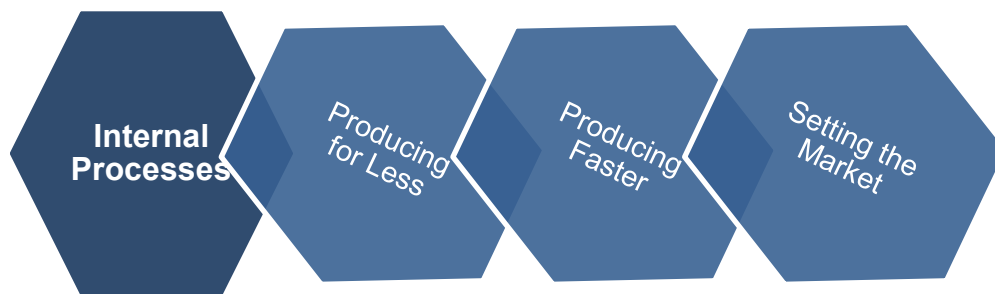 Internal
Processes
Producing
for Less
Producing
Faster
Setting the
Market